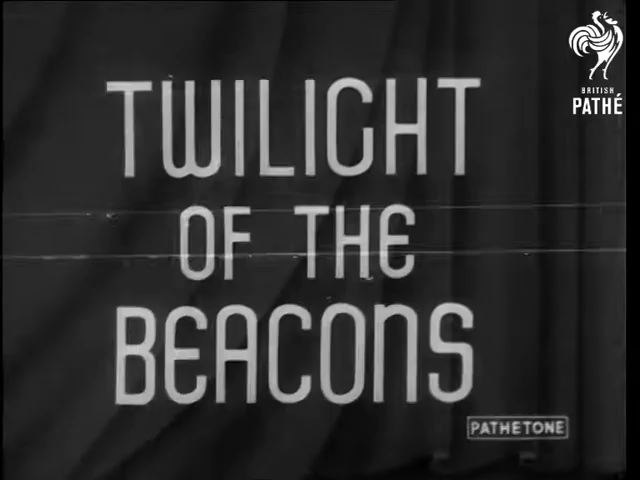 TWILIGHT
OF THE
BEACONS
BRITISH
PATHÉ
PATHETONE